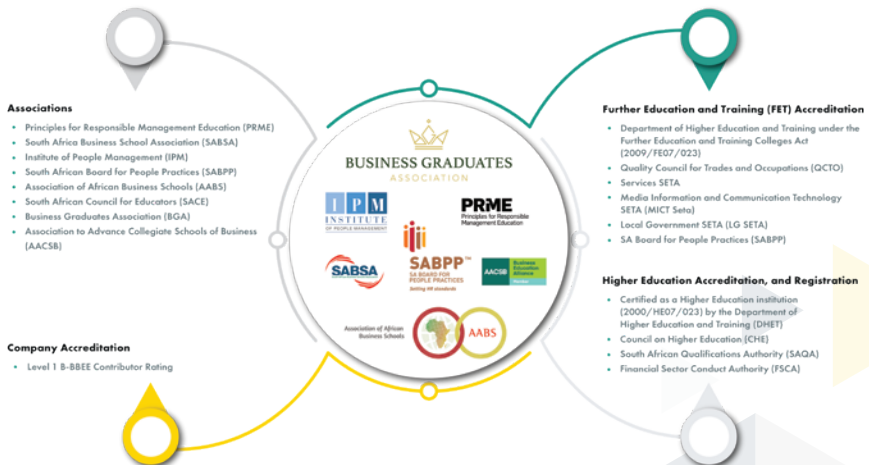 Associations
• Principles for Responsible Management Education (PRME)
• South Africa Business School Association (SABSA)
• Institute of People Management (IPM)
• South African Board for People Practices (SABPP)
• Association of African Business Schools (AABS)
• South African Council for Educators (SACE)
• Business Graduates Association (BGA)
• Association to Advance Collegiate Schools of Business
(AACSB)
Company Accreditation
• Level 1 B-BBEE Contributor Rating
BUSINESS GRADUATES
ASSOCIATION
IPM
INSTITUTE
OF PEOPLE MANAGEMENT
PRME
Principles for Responsible
Management Education
SABSA
SABPP™
SA BOARD FOR
PEOPLE PRACTICES
Setting HR standards
AACSB
Business
Education
Alliance
Member
Association of African
Business Schools
AABS
Further Education and Training (FET) Accreditation
• Department of Higher Education and Training under the
Further Education and Training Colleges Act
(2009/FE07/023)
• Quality Council for Trades and Occupations (QCTO)
• Services SETA
• Media Information and Communication Technology
SETA (MICT Seta)
• Local Government SETA (LG SETA)
• SA Board for People Practices (SABPP)
Higher Education Accreditation, and Registration
• Certified as a Higher Education institution
(2000/HE07/023) by the Department of
Higher Education and Training (DHET)
• Council on Higher Education (CHE)
• South African Qualifications Authority (SAQA)
• Financial Sector Conduct Authority (FSCA)